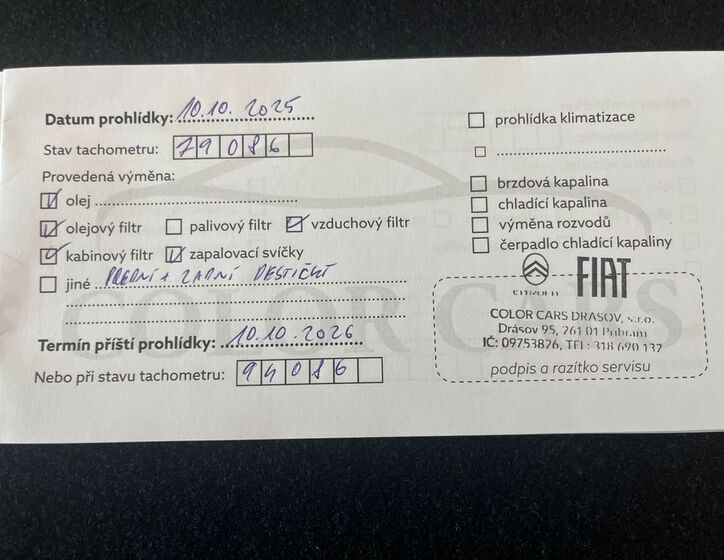 Datum prohlídky: 10.10. 2025
Stav tachometru: 79086
Provedená výměna:
olej
olejový filtr palivový filtr vzduchový filtr
kabinový filtr zapalovací svíčky
jiné PŘEDNÍ + ZADNÍ DESTIČKY
Termín příští prohlídky: 10.10.2026
Nebo při stavu tachometru: 94086
prohlídka klimatizace
brzdová kapalina
chladící kapalina
výměna rozvodů
čerpadlo chladící kapaliny
CITROËN FIAT
COLOR CARS DRASOV, s.r.o.
Drásov 95, 261 01 Příbram
IČ: 09753826, TEL: 318 690 137
podpis a razítko servisu
COLOR CARS